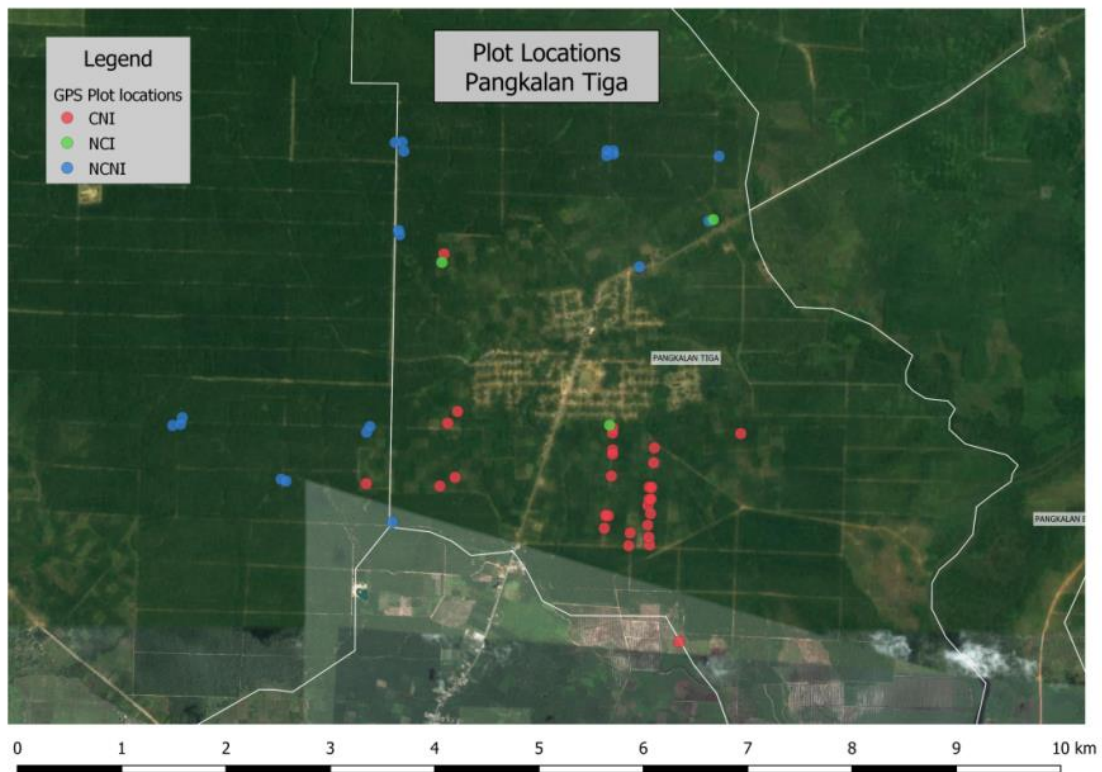 Legend
GPS Plot locations
CNI
NCI
NCNI
Plot Locations
Pangkalan Tiga
PANGKALAN TIGA
PANGKALAN B
0 1 2 3 4 5 6 7 8 9 10 km